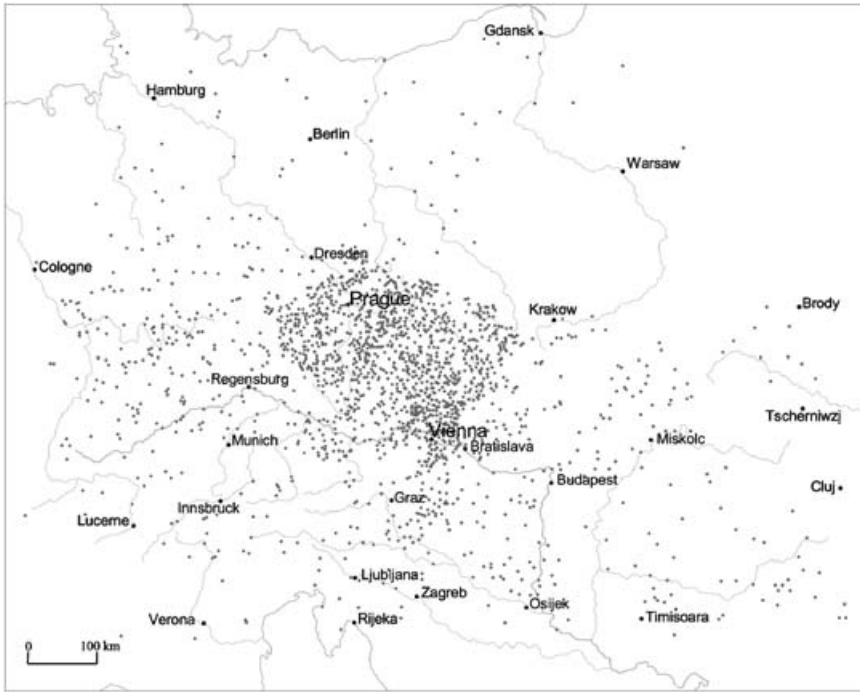 Gdansk
Hamburg
Berlin
Warsaw
Dresden
Cologne
Prague
Krakow
Brody
Regensburg
Tscherniwzj
Vienna
Munich
Bratislava
Miskolc
Budapest
Cluj
Graz
Innsbruck
Lucerne
Ljubljana
Zagreb
Osijek
Verona
Rijeka
Timisoara
0 100 km